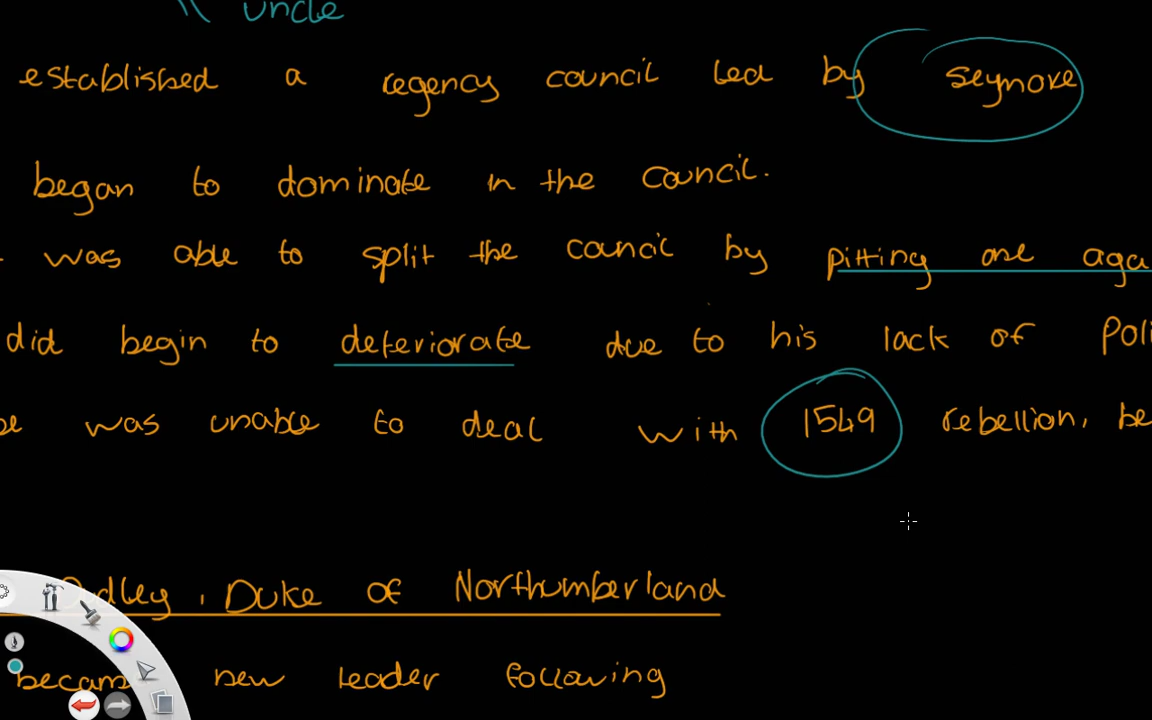 uncle
established a regency council led by Seymore
began to dominate in the council.
was able to split the council by pitting one aga
did begin to deteriorate due to his lack of Poli
e was unable to deal with 1549 rebellion, be
Dudley, Duke of Northumberland
became new leader following